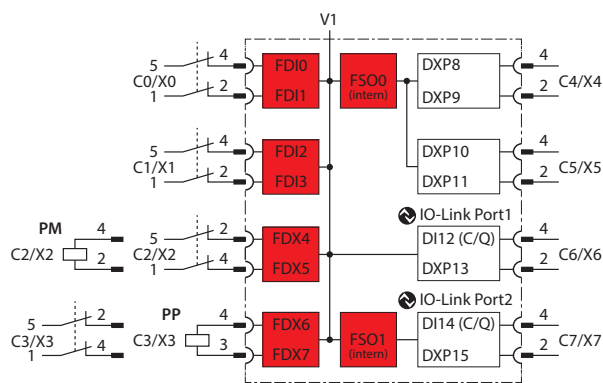 V1
5 4 FDI0 FSO0 DXP8 4
C0/X0 (intern) C4/X4
1 2 FDI1 DXP9 2
5 4 FDI2 DXP10 4
C1/X1 C5/X5
1 2 FDI3 DXP11 2
IO-Link Port1
PM 4 5 2 FDX4 DI12 (C/Q) 4
C2/X2 C2/X2 C6/X6
2 1 4 FDX5 DXP13 2
IO-Link Port2
5 2 PP 4 FDX6 FSO1 DI14 (C/Q) 4
C3/X3 C3/X3 (intern) C7/X7
1 4 3 FDX7 DXP15 2